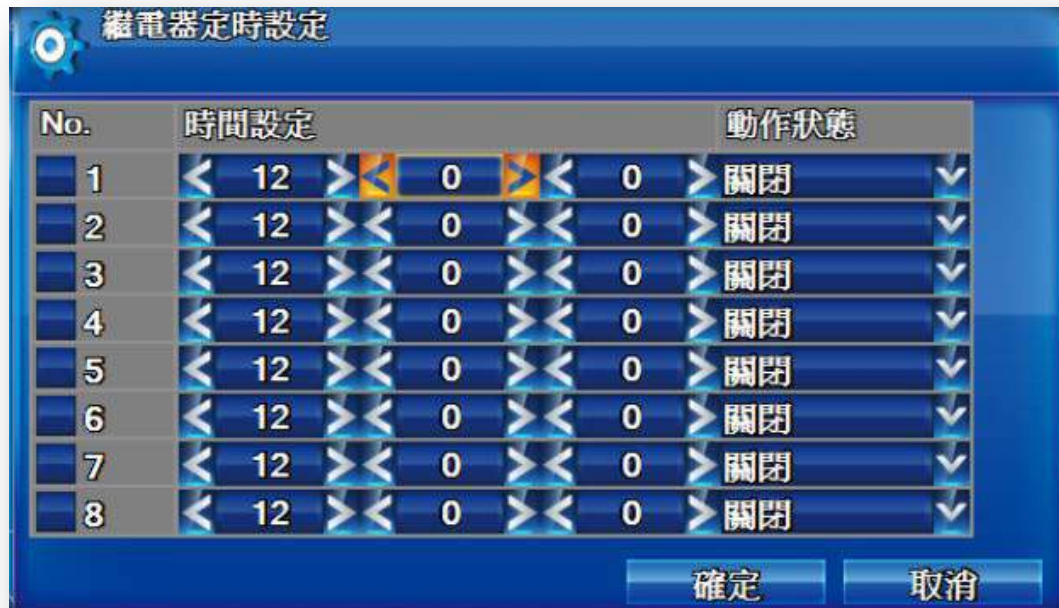 繼電器定時設定
No. 時間設定 動作狀態
1 12 0 0 關閉
2 12 0 0 關閉
3 12 0 0 關閉
4 12 0 0 關閉
5 12 0 0 關閉
6 12 0 0 關閉
7 12 0 0 關閉
8 12 0 0 關閉
確定 取消